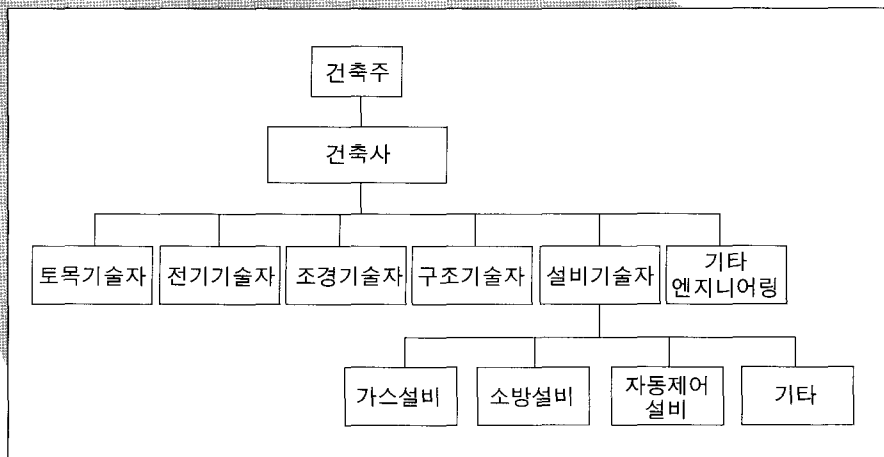 건축주
건축사
토목기술자
전기기술자
조경기술자
구조기술자
설비기술자
기타
엔지니어링
가스설비
소방설비
자동제어
설비
기타